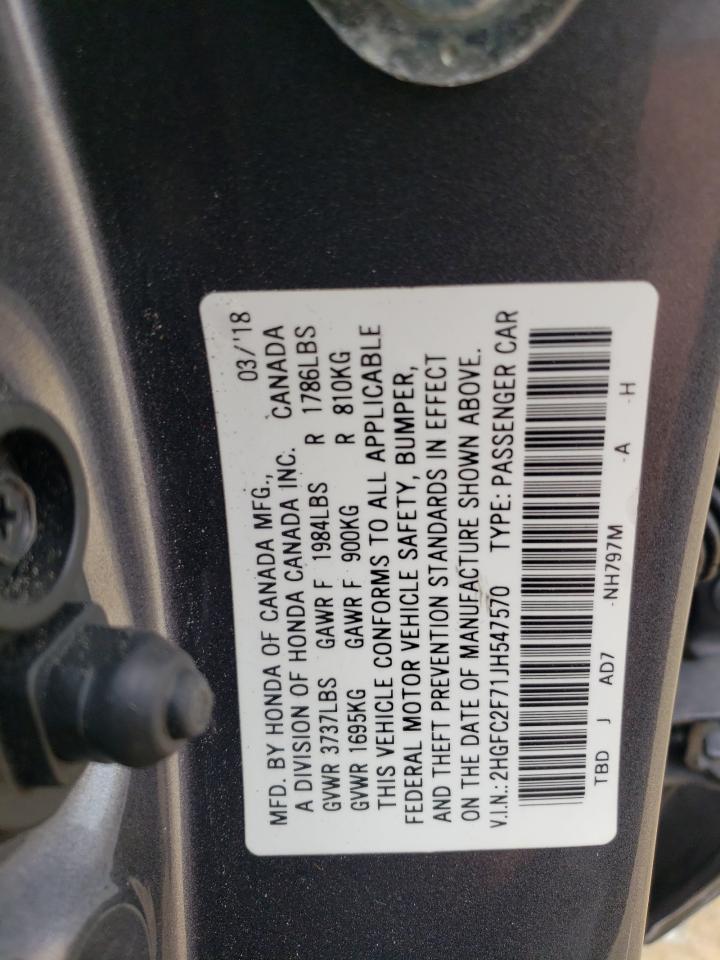 MFD. BY HONDA OF CANADA MFG., 03/'18
A DIVISION OF HONDA CANADA INC. CANADA
GVWR 3737LBS GAWR F 1984LBS R 1786LBS
GVWR 1695KG GAWR F 900KG R 810KG
THIS VEHICLE CONFORMS TO ALL APPLICABLE
FEDERAL MOTOR VEHICLE SAFETY, BUMPER,
AND THEFT PREVENTION STANDARDS IN EFFECT
ON THE DATE OF MANUFACTURE SHOWN ABOVE.
V.I.N.: 2HGFC2F71JH547570 TYPE: PASSENGER CAR
TBD J AD7 -NH797M -A -H